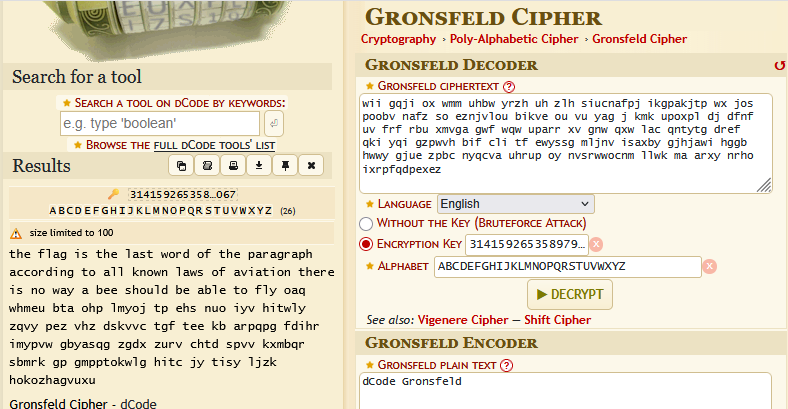 GRONSFELD CIPHER
Cryptography › Poly-Alphabetic Cipher › Gronsfeld Cipher
Search for a tool
★ SEARCH A TOOL ON DCODE BY KEYWORDS:
e.g. type 'boolean'
★ BROWSE THE FULL DCODE TOOLS' LIST
Results
314159265358…067
ABCDEFGHIJKLMNOPQRSTUVWXYZ (26)
size limited to 100
the flag is the last word of the paragraph
according to all known laws of aviation there
is no way a bee should be able to fly oaq
whmeu bta ohp lmyoj tp ehs nuo iyv hitwly
zqvy pez vhz dskvvc tgf tee kb arpqpg fdihr
imypvw gbyasqg zgdx zurv chtd spvv kxmbqr
sbmrk gp gmpptokwlg hitc jy tisy ljzk
hokozhagvuxu
Gronsfeld Cipher - dCode
GRONSFELD DECODER
★ GRONSFELD CIPHERTEXT ?
wii gqji ox wmm uhbw yrzh uh zlh siucnafpj ikgpakjtp wx jos
poobv nafz so eznjvlou bikve ou vu yag j kmk upoxpl dj dfnf
uv frf rbu xmvga gwf wqw uparr xv gnw qxw lac qntytg dref
qki yqi gzpwvh bif cli tf ewyssg mljnv isaxby gjhjawi hggb
hwwy gjue zpbc nyqcva uhrup oy nvsrwwocnm llwk ma arxy nrho
ixrpfqdpexez
★ LANGUAGE English
WITHOUT THE KEY (BRUTEFORCE ATTACK)
ENCRYPTION KEY 314159265358979… x
★ ALPHABET ABCDEFGHIJKLMNOPQRSTUVWXYZ x
▶ DECRYPT
See also: Vigenere Cipher — Shift Cipher
GRONSFELD ENCODER
★ GRONSFELD PLAIN TEXT ?
dCode Gronsfeld